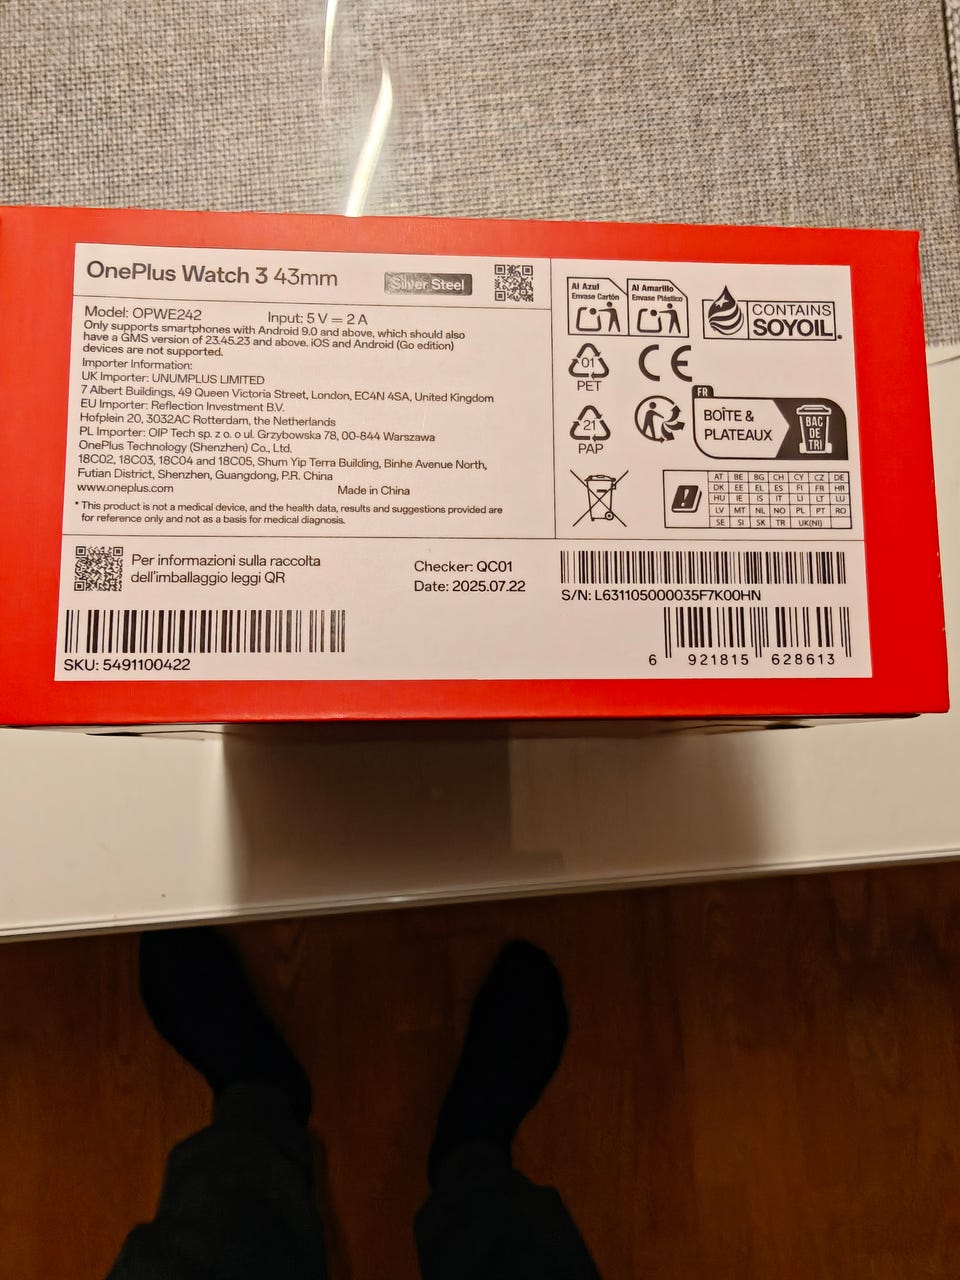 OnePlus Watch 3 43mm
Silver Steel
Model: OPWE242 Input: 5 V ⎓ 2 A
Only supports smartphones with Android 9.0 and above, which should also
have a GMS version of 23.45.23 and above. iOS and Android (Go edition)
devices are not supported.
Importer Information:
UK Importer: UNUMPLUS LIMITED
7 Albert Buildings, 49 Queen Victoria Street, London, EC4N 4SA, United Kingdom
EU Importer: Reflection Investment B.V.
Hofplein 20, 3032AC Rotterdam, the Netherlands
PL Importer: OIP Tech sp. z o. o ul. Grzybowska 78, 00-844 Warszawa
OnePlus Technology (Shenzhen) Co., Ltd.
18C02, 18C03, 18C04 and 18C05, Shum Yip Terra Building, Binhe Avenue North,
Futian District, Shenzhen, Guangdong, P.R. China
www.oneplus.com Made in China
* This product is not a medical device, and the health data, results and suggestions provided are
for reference only and not as a basis for medical diagnosis.
Al Azul
Envase Cartón
Al Amarillo
Envase Plástico
CONTAINS
SOYOIL
01
PET
CE
21
PAP
FR
BOÎTE &
PLATEAUX
BAC
DE
TRI
AT BE BG CH CY CZ DE
DK EE EL ES FI FR HR
HU IE IS IT LI LT LU
LV MT NL NO PL PT RO
SE SI SK TR UK(NI)
Per informazioni sulla raccolta
dell'imballaggio leggi QR
Checker: QC01
Date: 2025.07.22
S/N: L631105000035F7K00HN
SKU: 5491100422
6 921815 628613